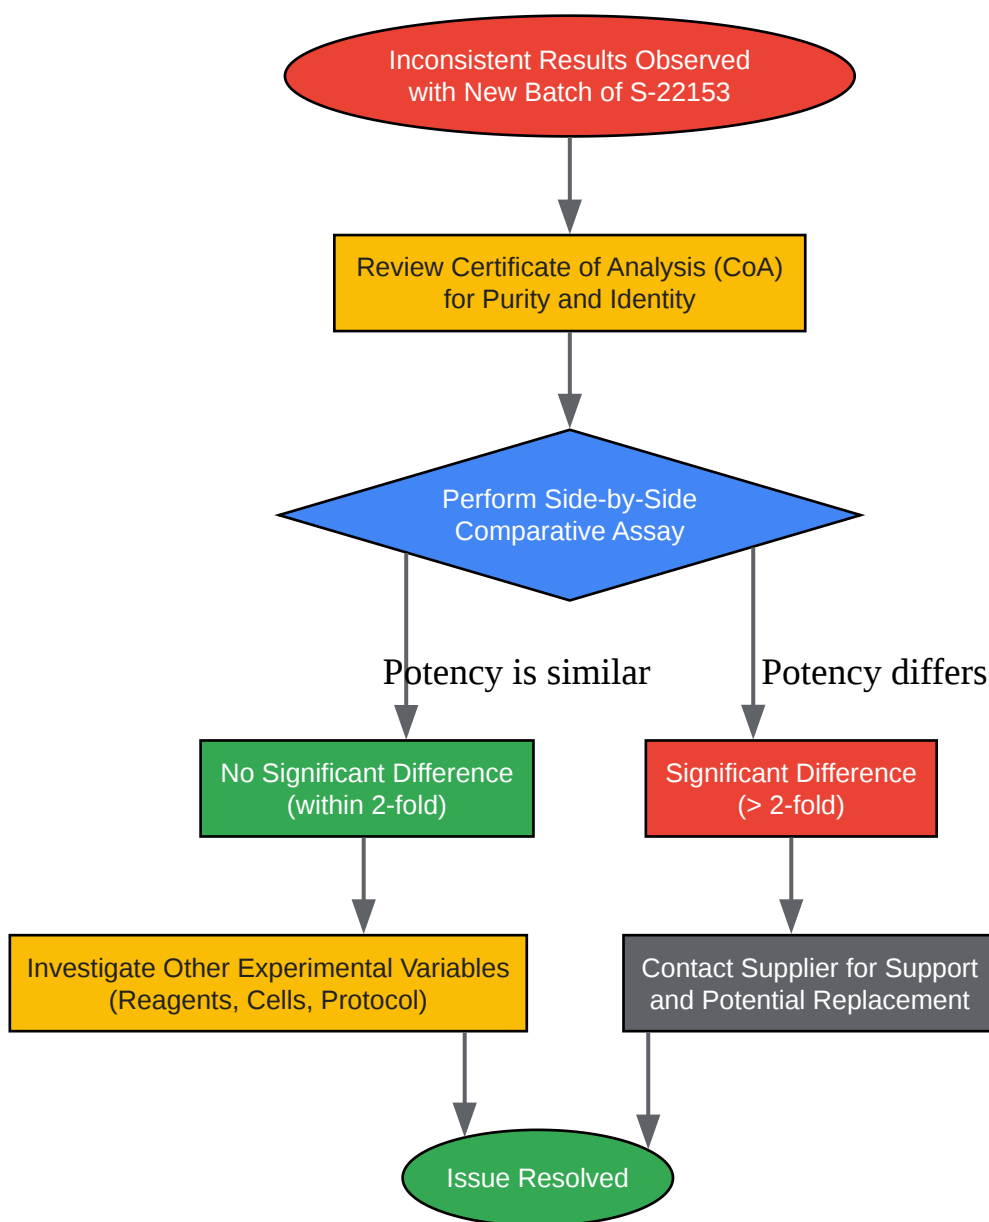 Inconsistent Results Observed
with New Batch of S-22153
Review Certificate of Analysis (CoA)
for Purity and Identity
Perform Side-by-Side
Comparative Assay
Potency is similar
Potency differs
No Significant Difference
(within 2-fold)
Significant Difference
(> 2-fold)
Investigate Other Experimental Variables
(Reagents, Cells, Protocol)
Contact Supplier for Support
and Potential Replacement
Issue Resolved